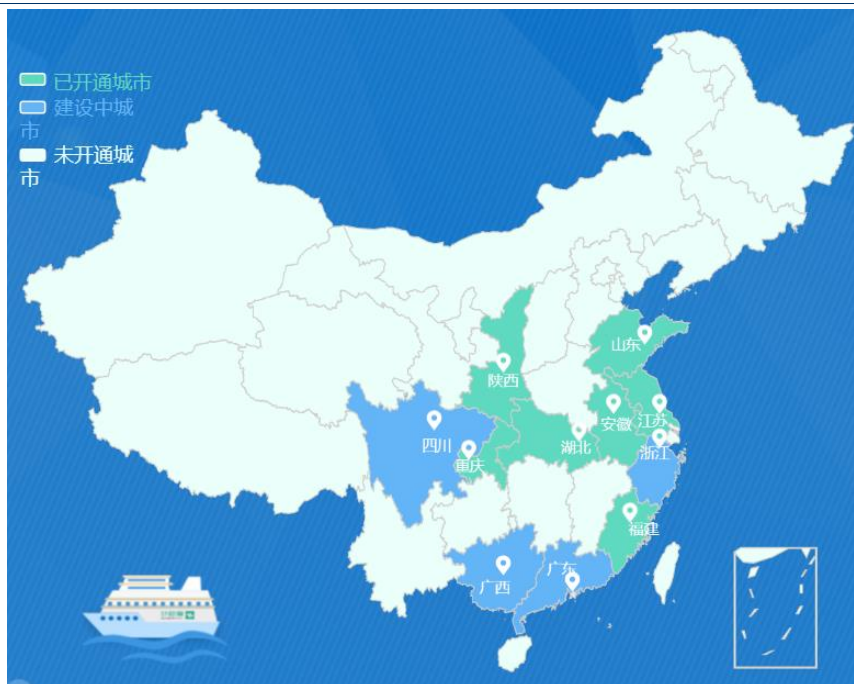 已开通城市
建设中城
市
未开通城
市
山东
陕西
安徽
江苏
四川
湖北
浙江
重庆
福建
广东
广西